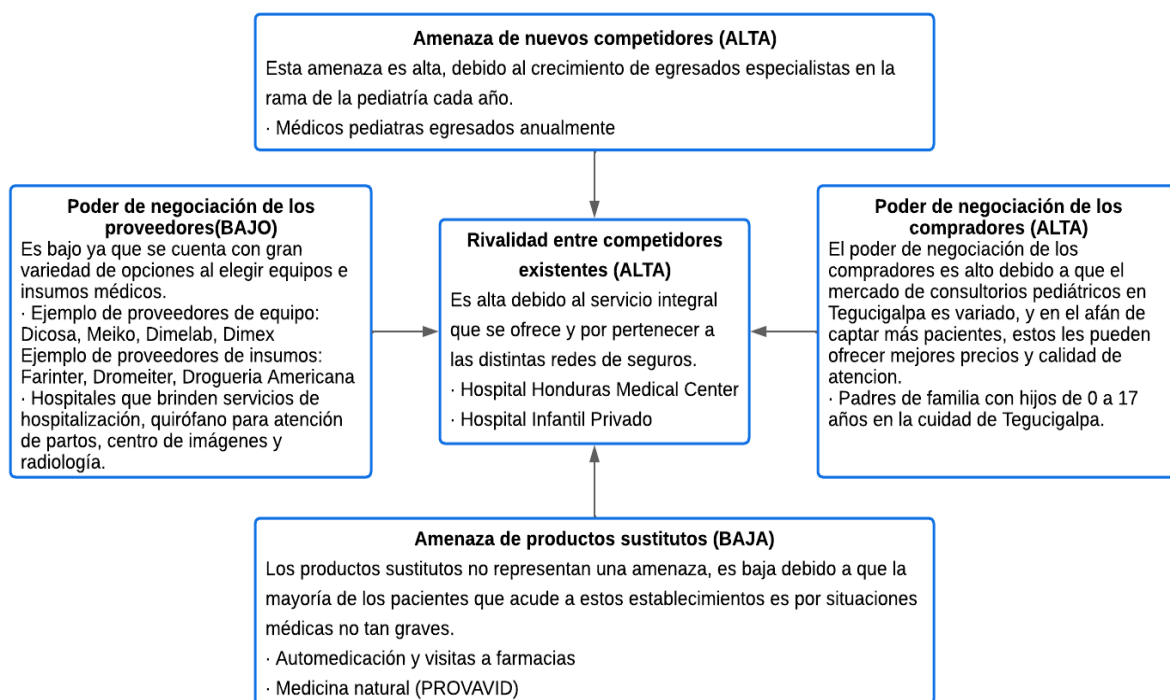 Amenaza de nuevos competidores (ALTA)
Esta amenaza es alta, debido al crecimiento de egresados especialistas en la
rama de la pediatría cada año.
· Médicos pediatras egresados anualmente
Poder de negociación de los
proveedores(BAJO)
Es bajo ya que se cuenta con gran
variedad de opciones al elegir equipos e
insumos médicos.
· Ejemplo de proveedores de equipo:
Dicosa, Meiko, Dimelab, Dimex
Ejemplo de proveedores de insumos:
Farinter, Dromeiter, Drogueria Americana
· Hospitales que brinden servicios de
hospitalización, quirófano para atención
de partos, centro de imágenes y
radiología.
Rivalidad entre competidores
existentes (ALTA)
Es alta debido al servicio integral
que se ofrece y por pertenecer a
las distintas redes de seguros.
· Hospital Honduras Medical Center
· Hospital Infantil Privado
Poder de negociación de los
compradores (ALTA)
El poder de negociación de los
compradores es alto debido a que el
mercado de consultorios pediátricos en
Tegucigalpa es variado, y en el afán de
captar más pacientes, estos les pueden
ofrecer mejores precios y calidad de
atencion.
· Padres de familia con hijos de 0 a 17
años en la cuidad de Tegucigalpa.
Amenaza de productos sustitutos (BAJA)
Los productos sustitutos no representan una amenaza, es baja debido a que la
mayoría de los pacientes que acude a estos establecimientos es por situaciones
médicas no tan graves.
· Automedicación y visitas a farmacias
· Medicina natural (PROVAVID)